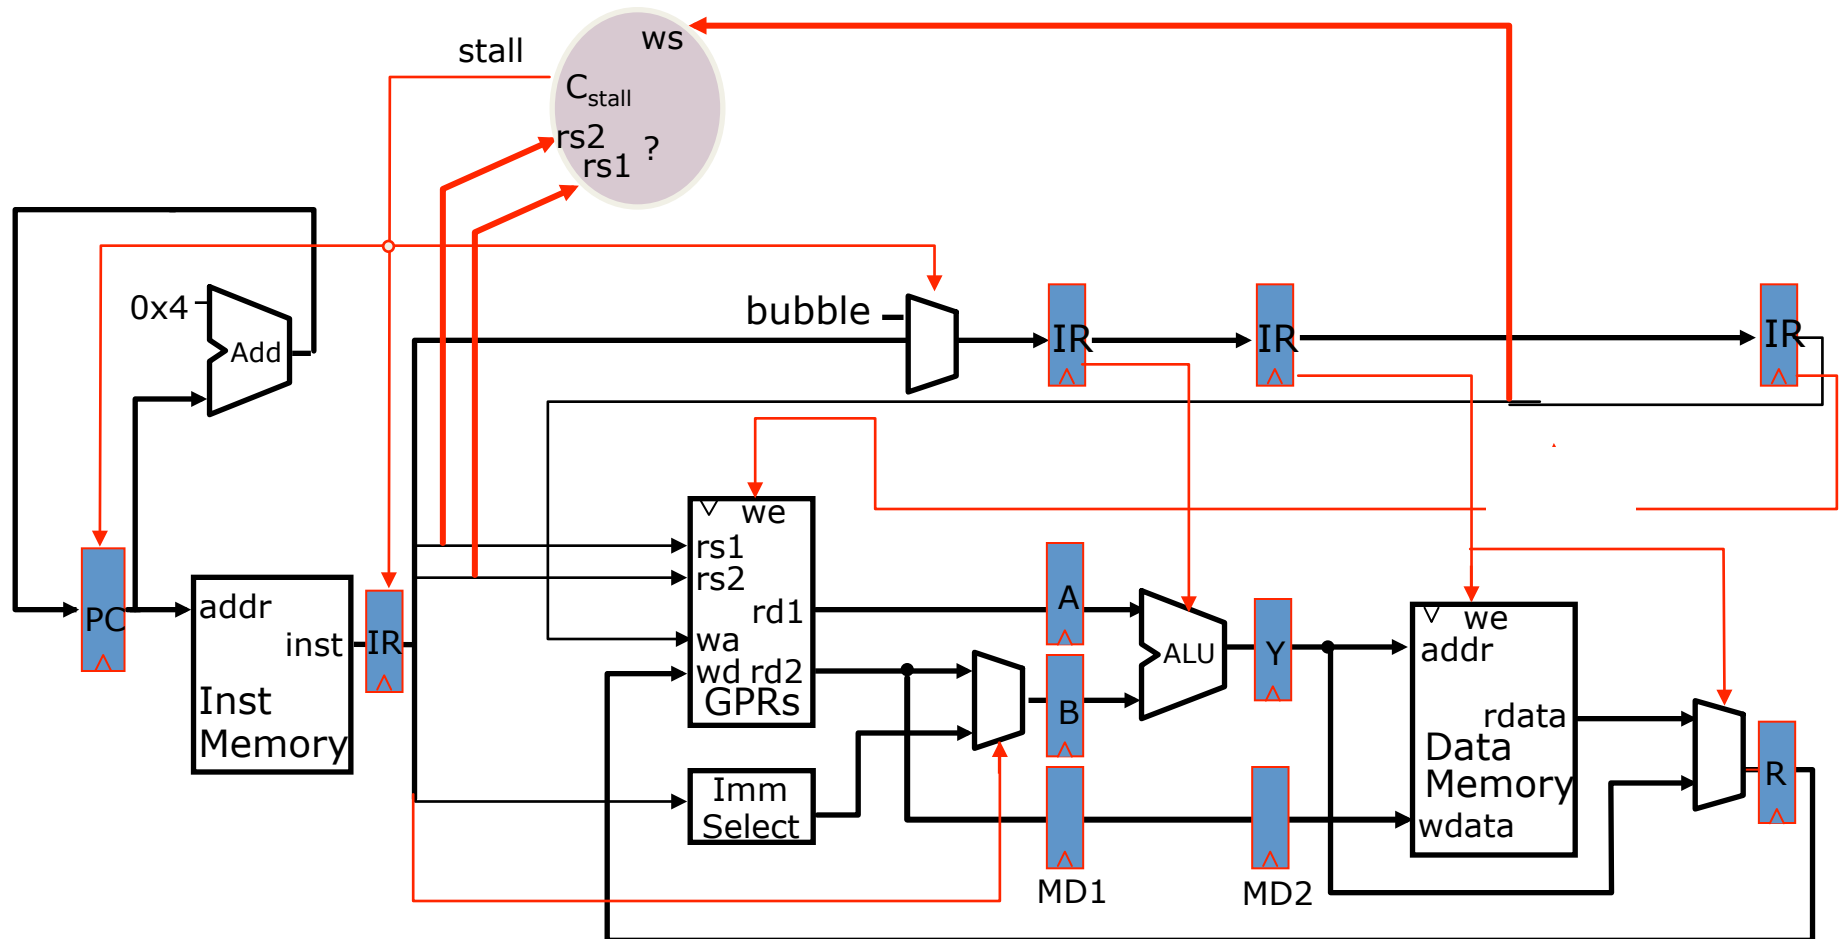 ws
stall
C_stall
rs2
rs1 ?
0x4
Add
bubble
IR
IR
IR
we
rs1
rs2
rd1
wa
wd rd2
GPRs
PC
addr
inst
Inst
Memory
IR
A
B
ALU
Y
we
addr
rdata
Data
Memory
wdata
R
Imm
Select
MD1
MD2